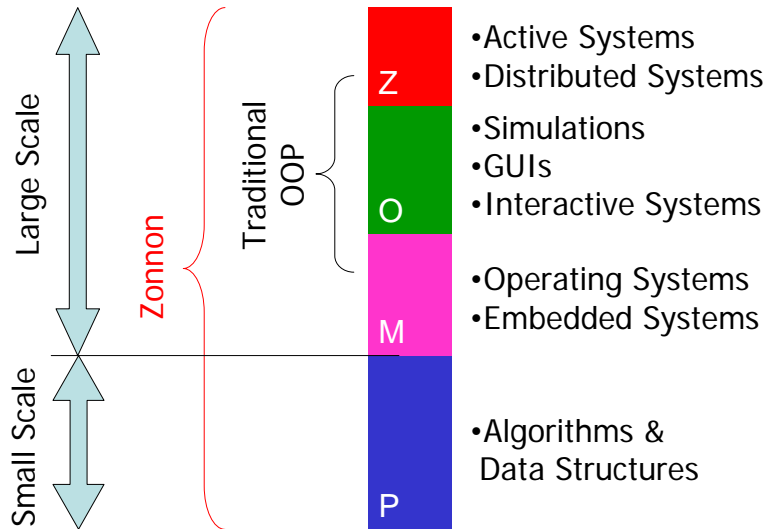 Large Scale
Small Scale
Zonnon
Traditional
OOP
Z
O
M
P
•Active Systems
•Distributed Systems
•Simulations
•GUIs
•Interactive Systems
•Operating Systems
•Embedded Systems
•Algorithms &
Data Structures